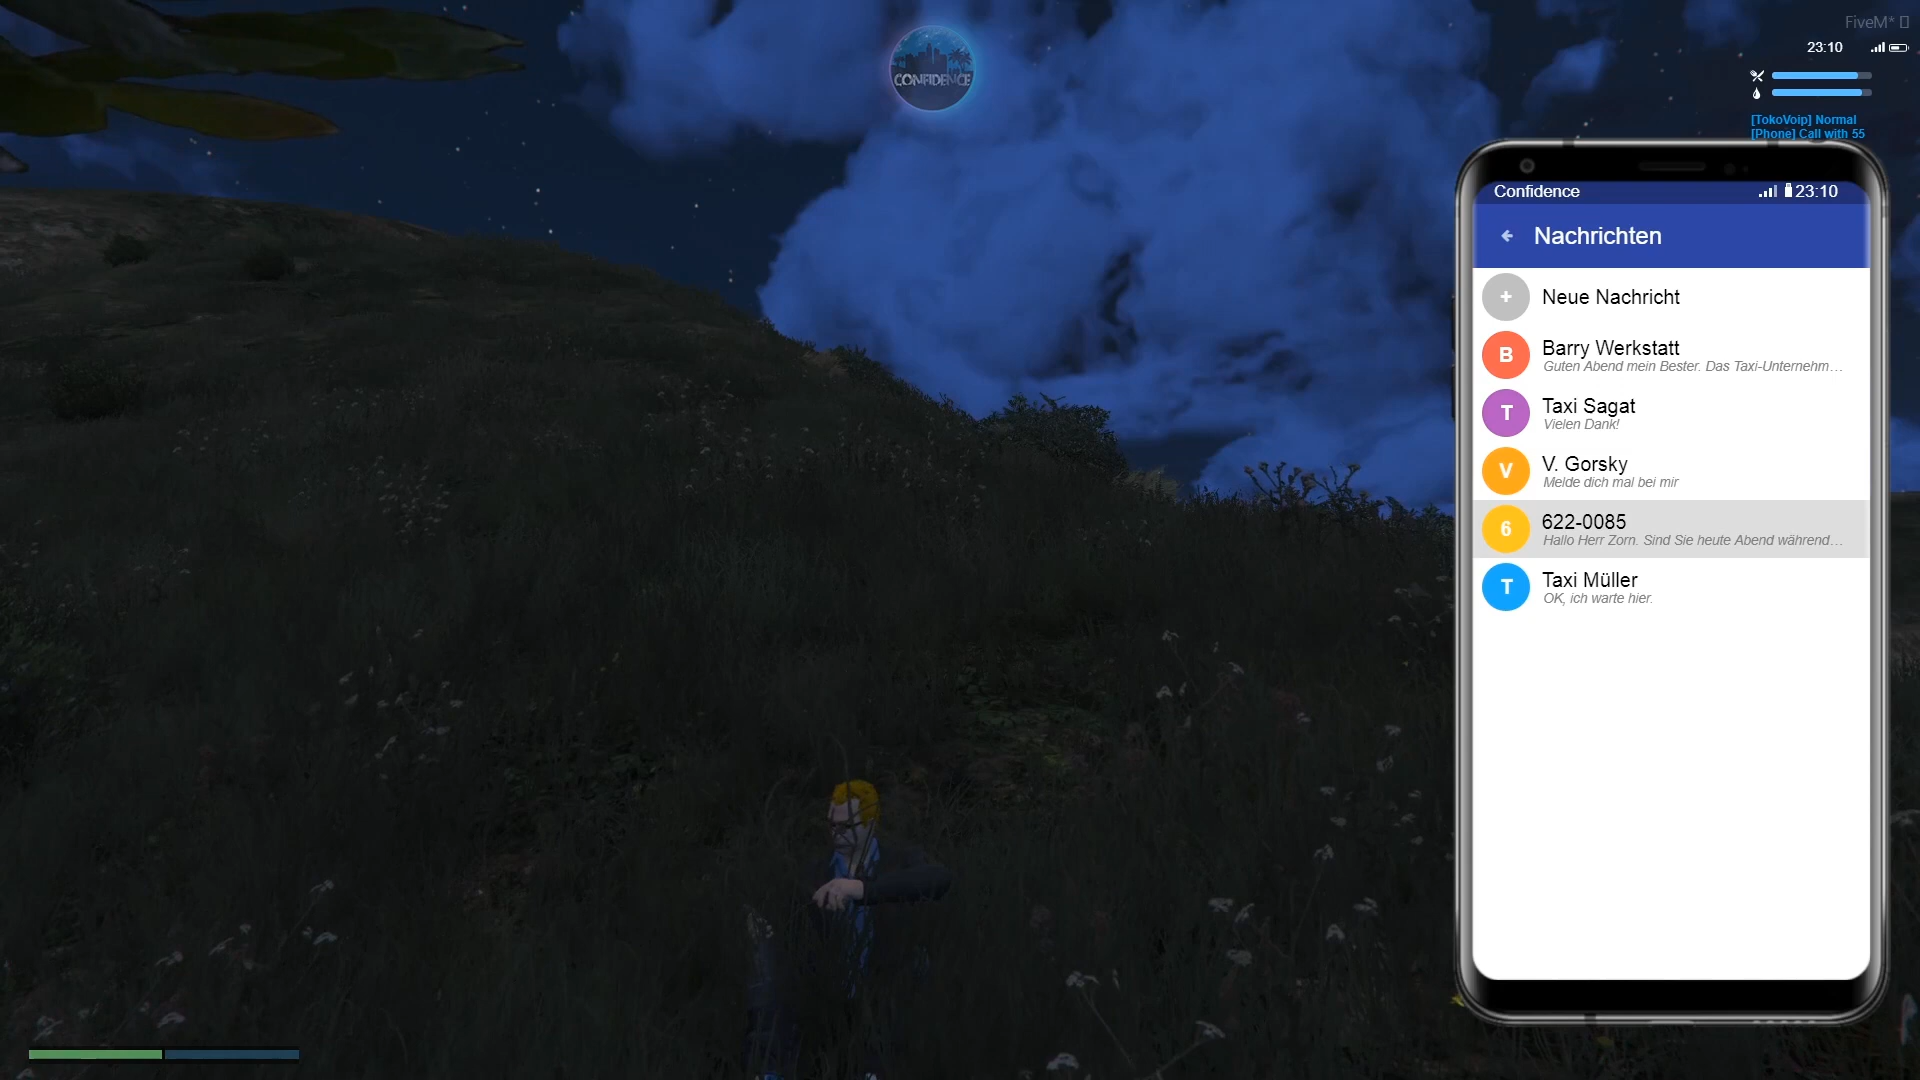 FiveM*
23:10
CONFIDENCE
[TokoVoip] Normal
[Phone] Call with 55
Confidence 23:10
Nachrichten
+ Neue Nachricht
B Barry Werkstatt
Guten Abend mein Bester. Das Taxi-Unternehm…
T Taxi Sagat
Vielen Dank!
V V. Gorsky
Melde dich mal bei mir
6 622-0085
Hallo Herr Zorn. Sind Sie heute Abend während…
T Taxi Müller
OK, ich warte hier.